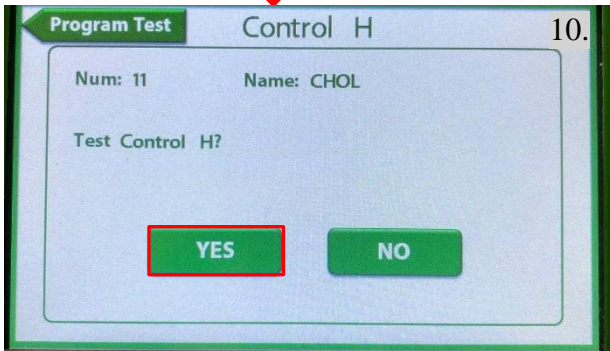 Program Test Control H 10.
Num: 11 Name: CHOL
Test Control H?
YES NO